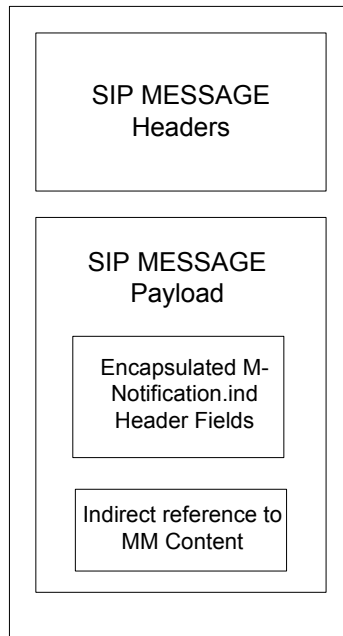 SIP MESSAGE
Headers
SIP MESSAGE
Payload
Encapsulated M-
Notification.ind
Header Fields
Indirect reference to
MM Content